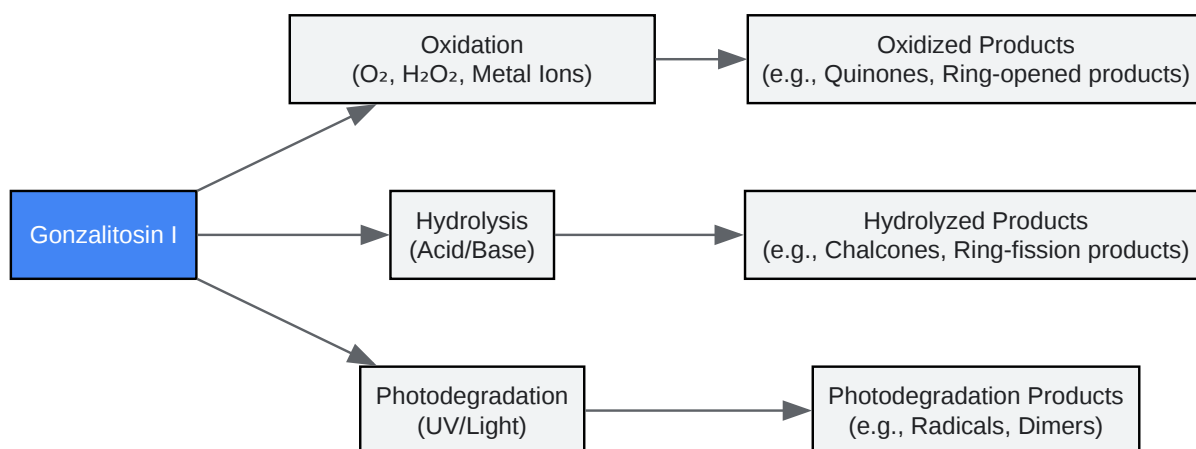 Oxidation
(O₂, H₂O₂, Metal Ions)
Oxidized Products
(e.g., Quinones, Ring-opened products)
Gonzalitosin I
Hydrolysis
(Acid/Base)
Hydrolyzed Products
(e.g., Chalcones, Ring-fission products)
Photodegradation
(UV/Light)
Photodegradation Products
(e.g., Radicals, Dimers)